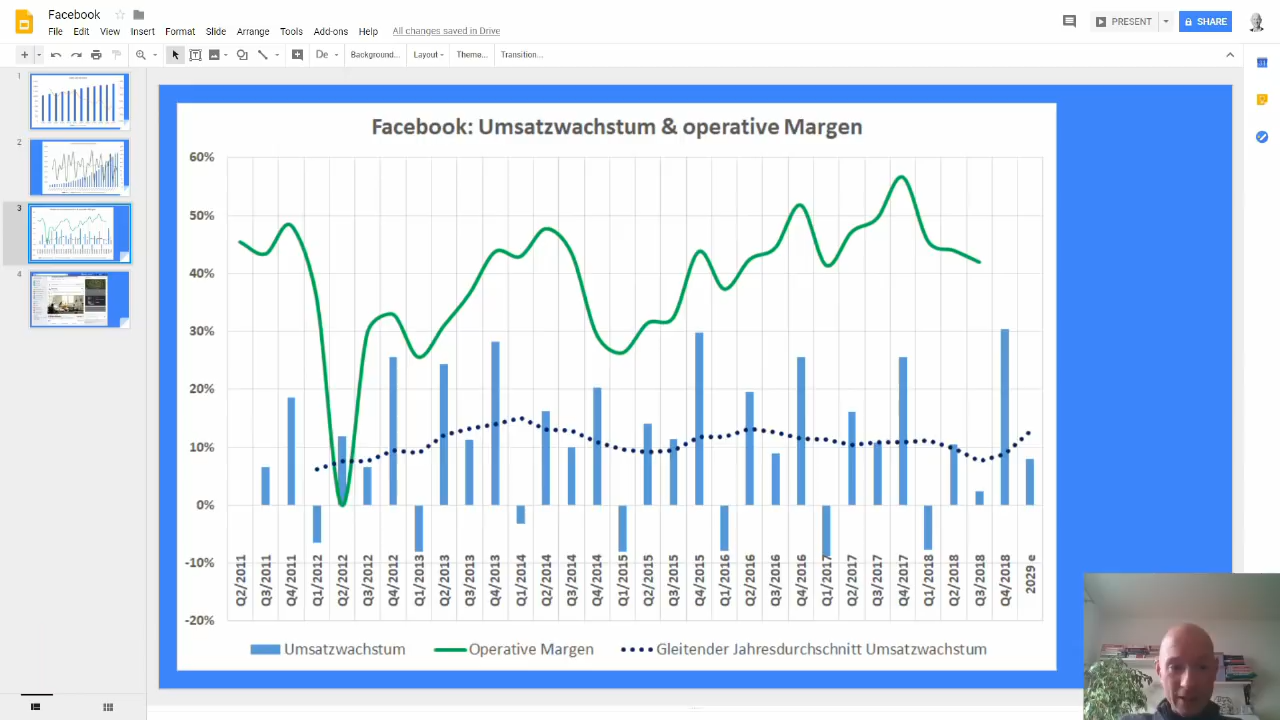 Facebook
File Edit View Insert Format Slide Arrange Tools Add-ons Help All changes saved in Drive
PRESENT
SHARE
De Background... Layout Theme... Transition...
1
2
3
4
Facebook: Umsatzwachstum & operative Margen
60%
50%
40%
30%
20%
10%
0%
-10%
-20%
Q2/2011
Q3/2011
Q4/2011
Q1/2012
Q2/2012
Q3/2012
Q4/2012
Q1/2013
Q2/2013
Q3/2013
Q4/2013
Q1/2014
Q2/2014
Q3/2014
Q4/2014
Q1/2015
Q2/2015
Q3/2015
Q4/2015
Q1/2016
Q2/2016
Q3/2016
Q4/2016
Q1/2017
Q2/2017
Q3/2017
Q4/2017
Q1/2018
Q2/2018
Q3/2018
Q4/2018
2029 e
Umsatzwachstum Operative Margen Gleitender Jahresdurchschnitt Umsatzwachstum